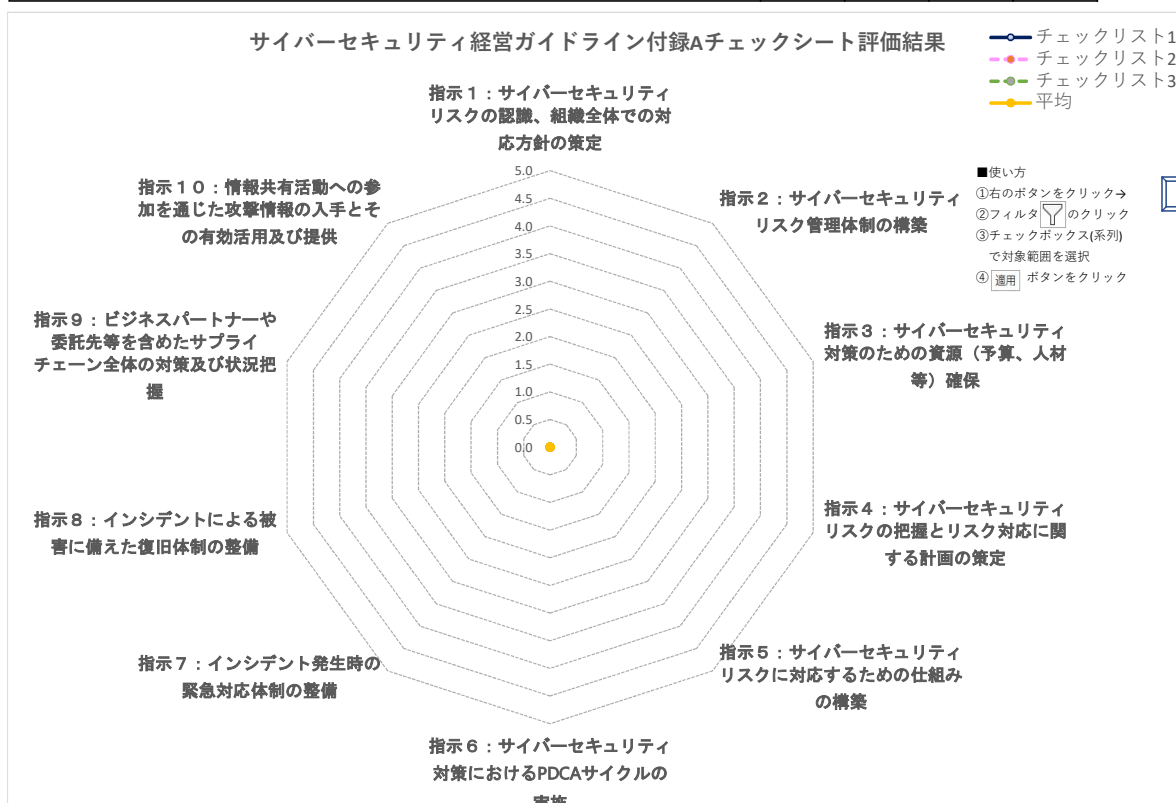 サイバーセキュリティ経営ガイドライン付録Aチェックシート評価結果
チェックリスト1
チェックリスト2
チェックリスト3
平均
指示１：サイバーセキュリティ
リスクの認識、組織全体での対
応方針の策定
■使い方
①右のボタンをクリック→
②フィルタ のクリック
③チェックボックス(系列)
で対象範囲を選択
④ 適用 ボタンをクリック
指示２：サイバーセキュリティ
リスク管理体制の構築
指示３：サイバーセキュリティ
対策のための資源（予算、人材
等）確保
指示４：サイバーセキュリティ
リスクの把握とリスク対応に関
する計画の策定
指示５：サイバーセキュリティ
リスクに対応するための仕組み
の構築
指示６：サイバーセキュリティ
対策におけるPDCAサイクルの
実施
指示７：インシデント発生時の
緊急対応体制の整備
指示８：インシデントによる被
害に備えた復旧体制の整備
指示９：ビジネスパートナーや
委託先等を含めたサプライ
チェーン全体の対策及び状況把
握
指示１０：情報共有活動への参
加を通じた攻撃情報の入手とそ
の有効活用及び提供
5.0
4.5
4.0
3.5
3.0
2.5
2.0
1.5
1.0
0.5
0.0